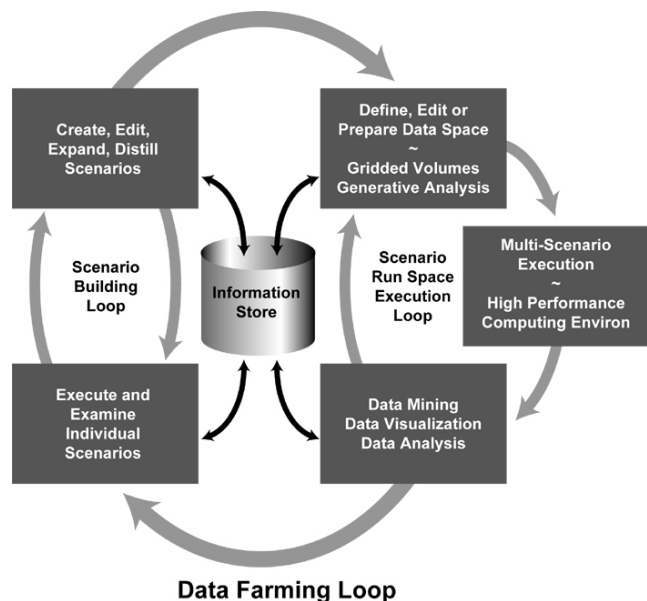 Create, Edit,
Expand, Distill
Scenarios
Define, Edit or
Prepare Data Space
~
Gridded Volumes
Generative Analysis
Scenario
Building
Loop
Information
Store
Scenario
Run Space
Execution
Loop
Multi-Scenario
Execution
~
High Performance
Computing Environ
Execute and
Examine
Individual
Scenarios
Data Mining
Data Visualization
Data Analysis
Data Farming Loop